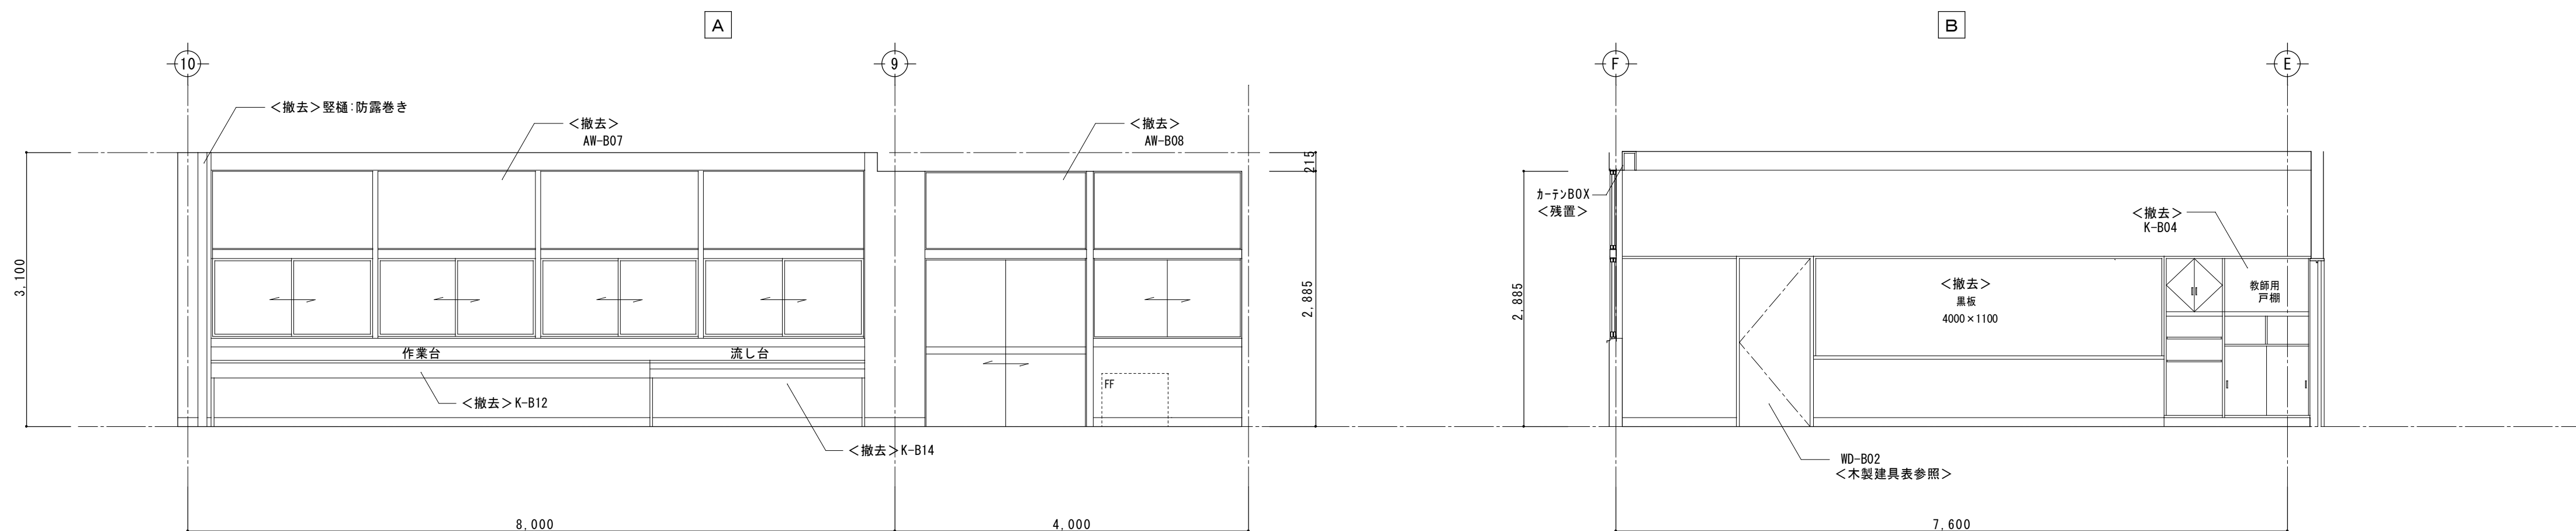 A
B
10
9
F
E
＜撤去＞竪樋:防露巻き
＜撤去＞
AW-B07
＜撤去＞
AW-B08
215
3,100
2,885
2,885
ｶｰﾃﾝBOX
＜残置＞
＜撤去＞
K-B04
＜撤去＞
黒板
4000×1100
教師用
戸棚
作業台
流し台
FF
＜撤去＞K-B12
＜撤去＞K-B14
WD-B02
＜木製建具表参照＞
8,000
4,000
7,600